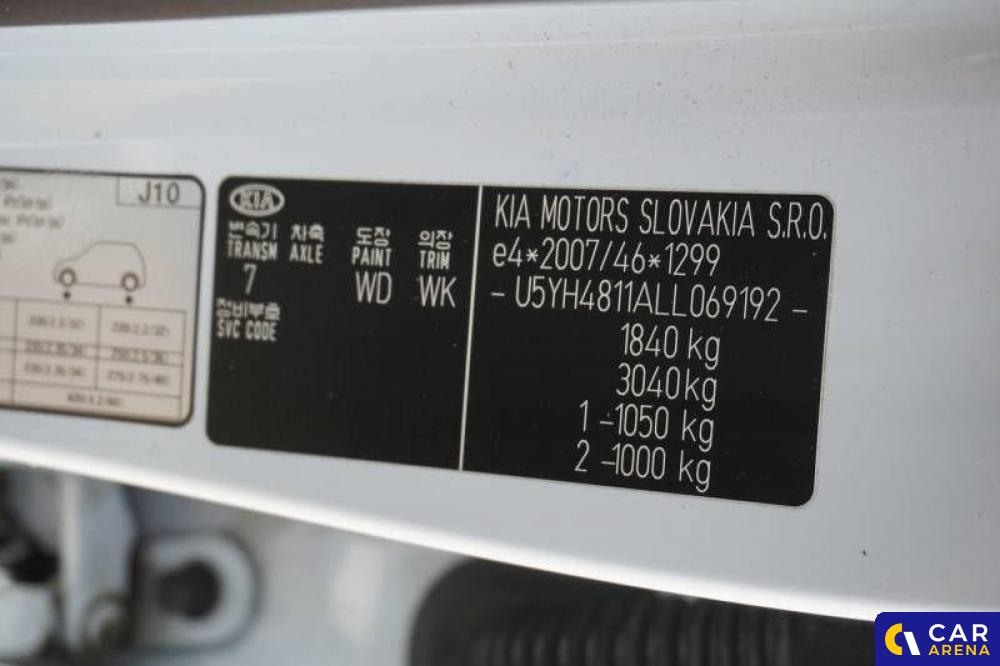 J10
KIA
변속기 차축 도장 의장
TRANSM AXLE PAINT TRIM
7 WD WK
장비부호
SVC CODE
KIA MOTORS SLOVAKIA S.R.O.
e4*2007/46*1299
- U5YH4811ALL069192 -
1840 kg
3040kg
1 -1050 kg
2 -1000 kg
CAR
ARENA